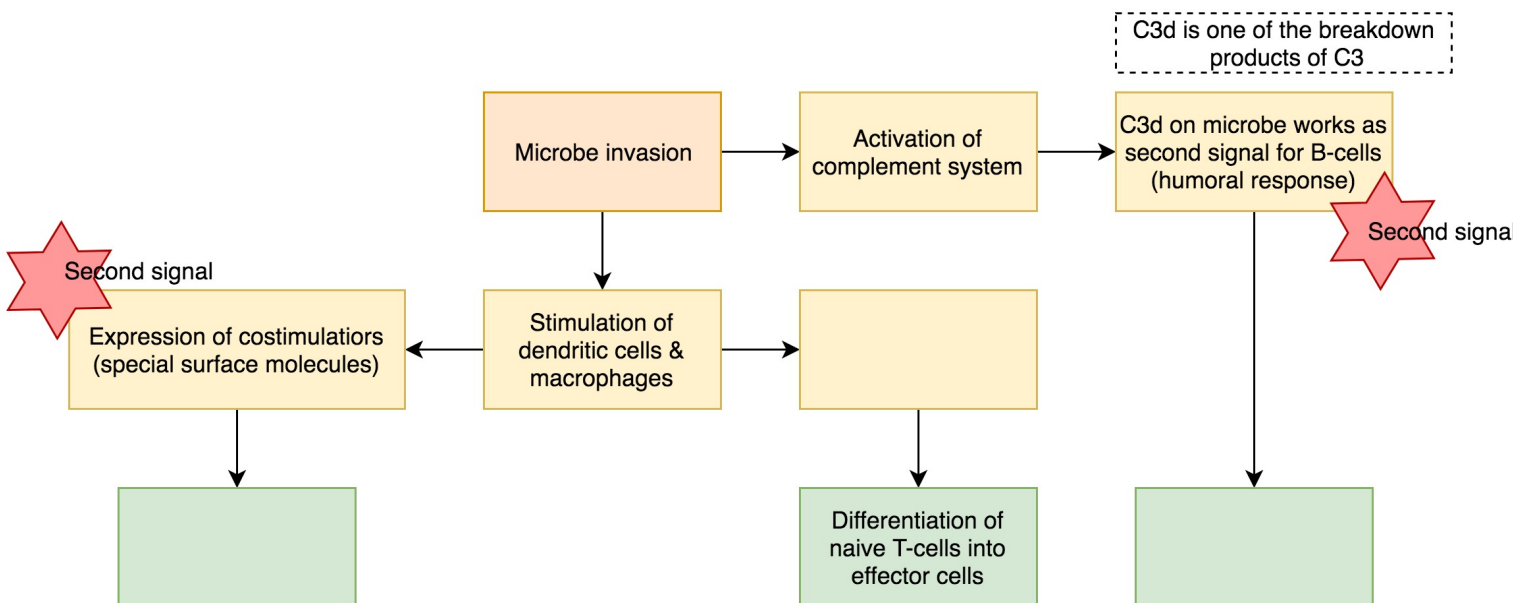 C3d is one of the breakdown
products of C3
Microbe invasion
Activation of
complement system
C3d on microbe works as
second signal for B-cells
(humoral response)
Second signal
Second signal
Expression of costimulatiors
(special surface molecules)
Stimulation of
dendritic cells &
macrophages
Differentiation of
naive T-cells into
effector cells